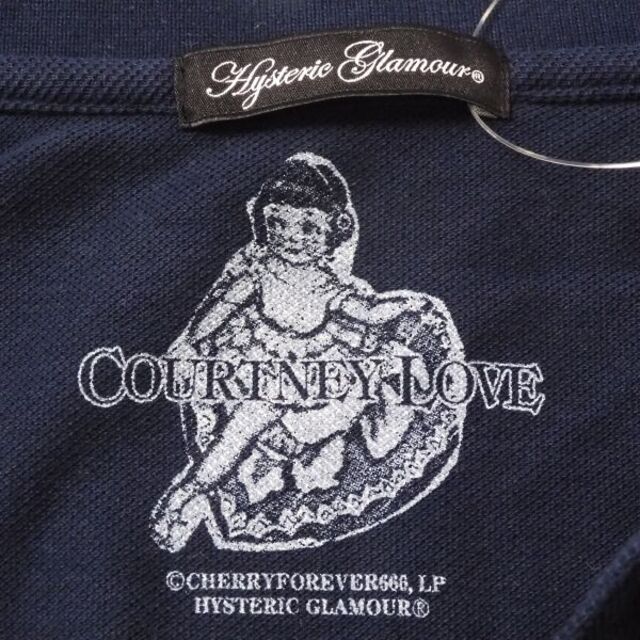 Hysteric Glamour®
COURTNEY LOVE
©CHERRYFOREVER666, LP
HYSTERIC GLAMOUR®